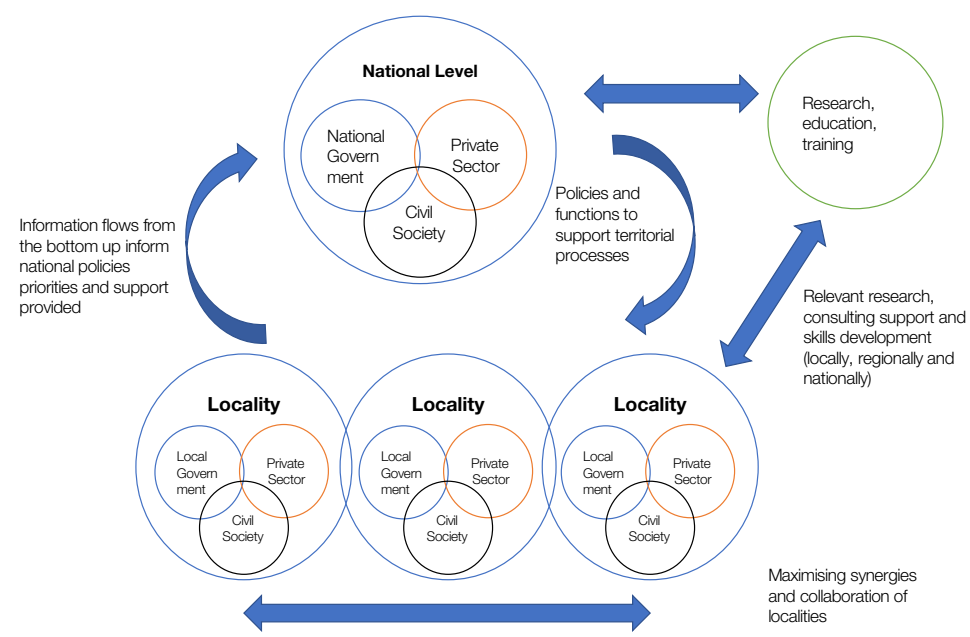 National Level
National
Govern
ment
Private
Sector
Civil
Society
Research,
education,
training
Information flows from
the bottom up inform
national policies
priorities and support
provided
Policies and
functions to
support territorial
processes
Relevant research,
consulting support and
skills development
(locally, regionally and
nationally)
Locality
Local
Govern
ment
Private
Sector
Civil
Society
Locality
Local
Govern
ment
Private
Sector
Civil
Society
Locality
Local
Govern
ment
Private
Sector
Civil
Society
Maximising synergies
and collaboration of
localities